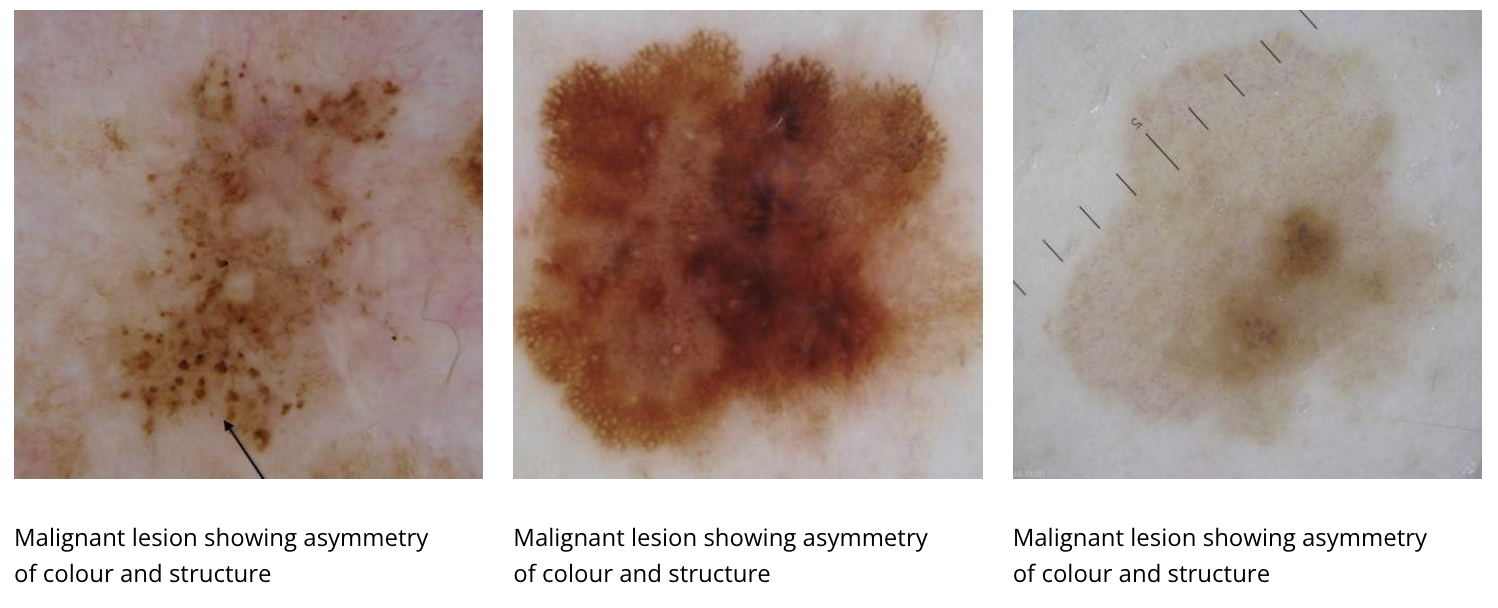 5
Malignant lesion showing asymmetry
of colour and structure
Malignant lesion showing asymmetry
of colour and structure
Malignant lesion showing asymmetry
of colour and structure